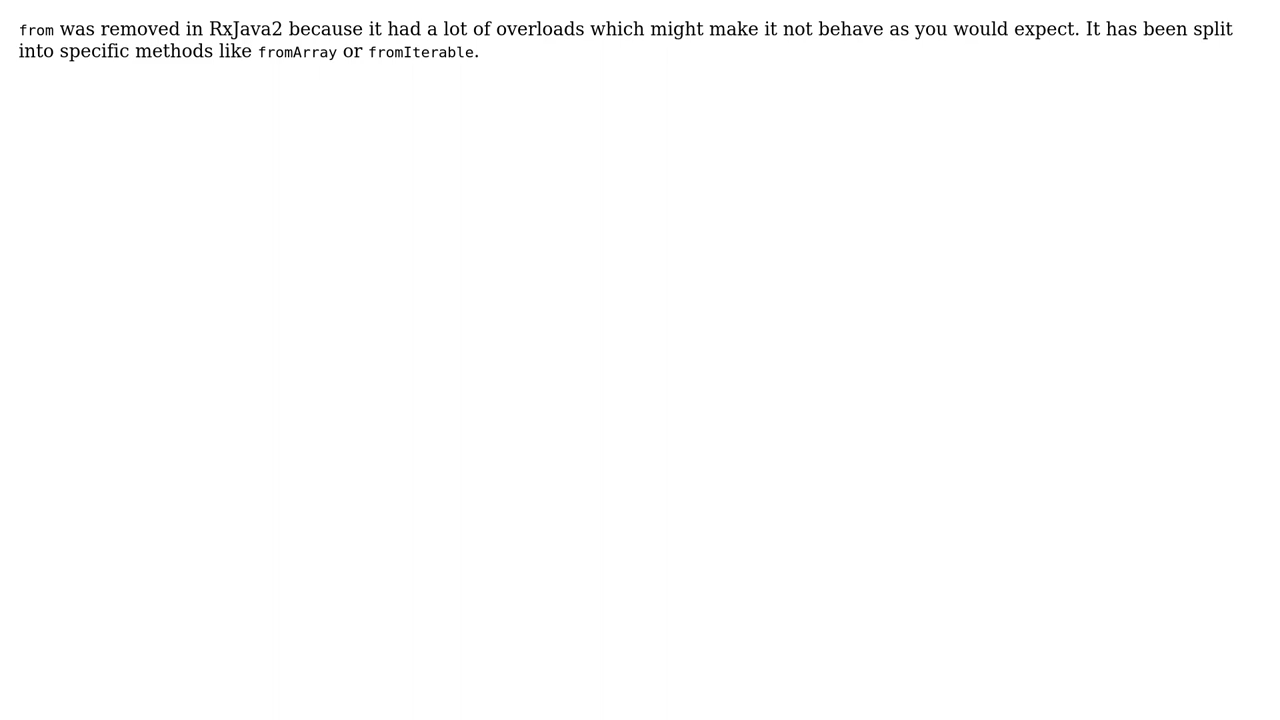 from was removed in RxJava2 because it had a lot of overloads which might make it not behave as you would expect. It has been split
into specific methods like fromArray or fromIterable.